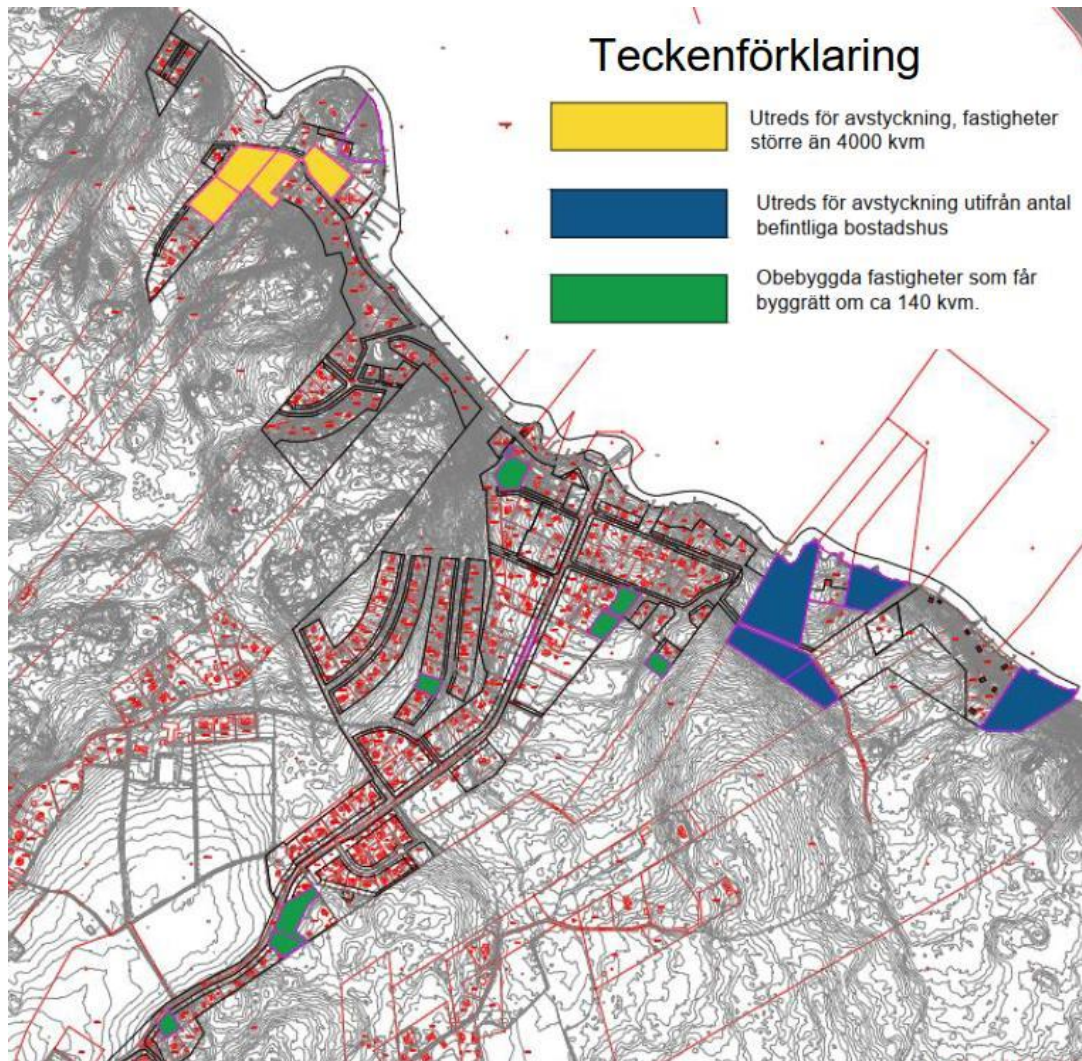 Teckenförklaring
Utreds för avstyckning, fastigheter
större än 4000 kvm
Utreds för avstyckning utifrån antal
befintliga bostadshus
Obebyggda fastigheter som får
byggrätt om ca 140 kvm.